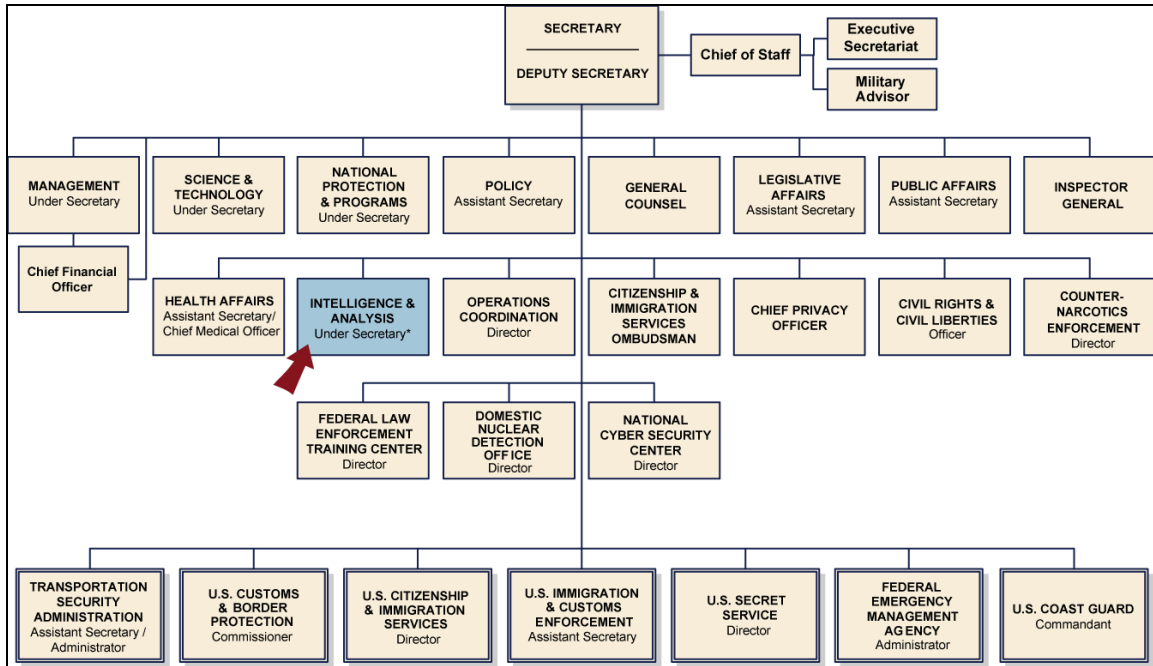 SECRETARY
DEPUTY SECRETARY
Chief of Staff
Executive
Secretariat
Military
Advisor
MANAGEMENT
Under Secretary
SCIENCE &
TECHNOLOGY
Under Secretary
NATIONAL
PROTECTION
& PROGRAMS
Under Secretary
POLICY
Assistant Secretary
GENERAL
COUNSEL
LEGISLATIVE
AFFAIRS
Assistant Secretary
PUBLIC AFFAIRS
Assistant Secretary
INSPECTOR
GENERAL
Chief Financial
Officer
HEALTH AFFAIRS
Assistant Secretary/
Chief Medical Officer
INTELLIGENCE &
ANALYSIS
Under Secretary*
OPERATIONS
COORDINATION
Director
CITIZENSHIP &
IMMIGRATION
SERVICES
OMBUDSMAN
CHIEF PRIVACY
OFFICER
CIVIL RIGHTS &
CIVIL LIBERTIES
Officer
COUNTER-
NARCOTICS
ENFORCEMENT
Director
FEDERAL LAW
ENFORCEMENT
TRAINING CENTER
Director
DOMESTIC
NUCLEAR
DETECTION
OFFICE
Director
NATIONAL
CYBER SECURITY
CENTER
Director
TRANSPORTATION
SECURITY
ADMINISTRATION
Assistant Secretary /
Administrator
U.S. CUSTOMS
& BORDER
PROTECTION
Commissioner
U.S. CITIZENSHIP
& IMMIGRATION
SERVICES
Director
U.S. IMMIGRATION
& CUSTOMS
ENFORCEMENT
Assistant Secretary
U.S. SECRET
SERVICE
Director
FEDERAL
EMERGENCY
MANAGEMENT
AGENCY
Administrator
U.S. COAST GUARD
Commandant